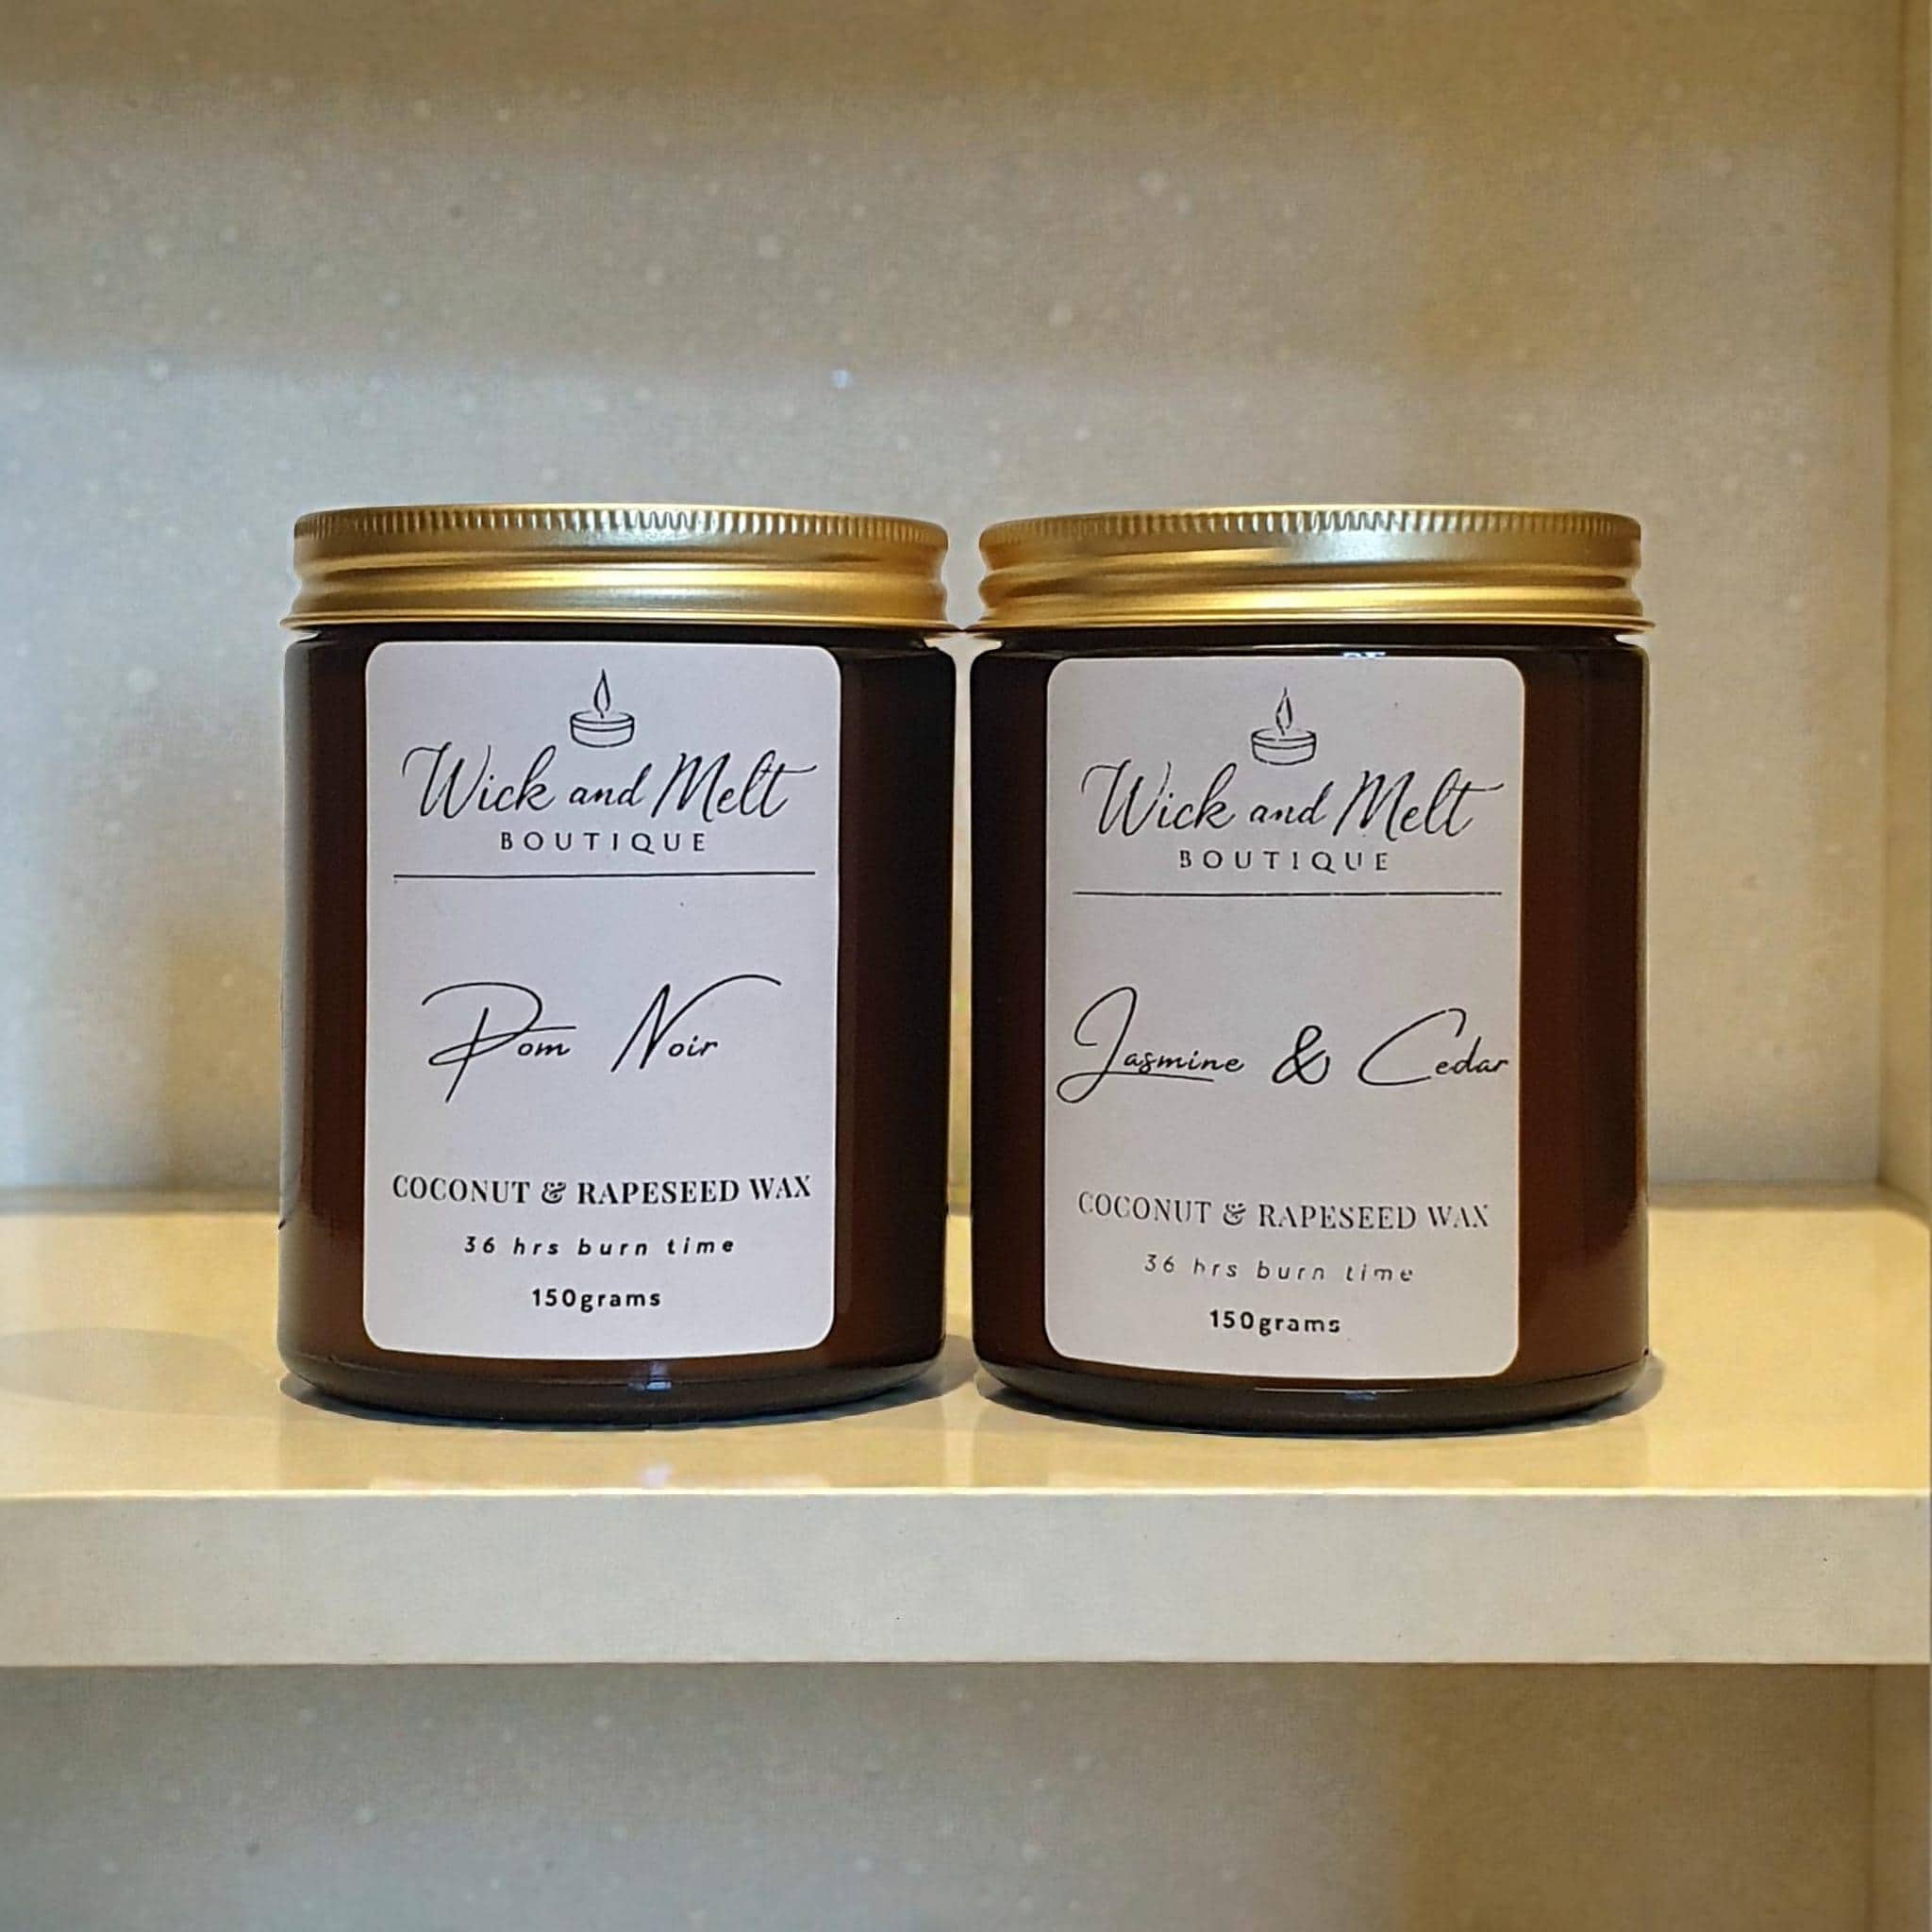 Wick and Melt
BOUTIQUE
Pom Noir
COCONUT & RAPESEED WAX
36 hrs burn time
150grams
Wick and Melt
BOUTIQUE
Jasmine & Cedar
COCONUT & RAPESEED WAX
36 hrs burn time
150grams